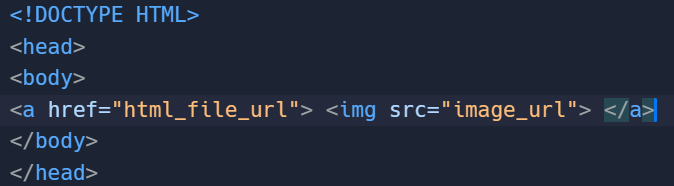 <!DOCTYPE HTML>
<head>
<body>
<a href="html_file_url"> <img src="image_url"> </a>
</body>
</head>